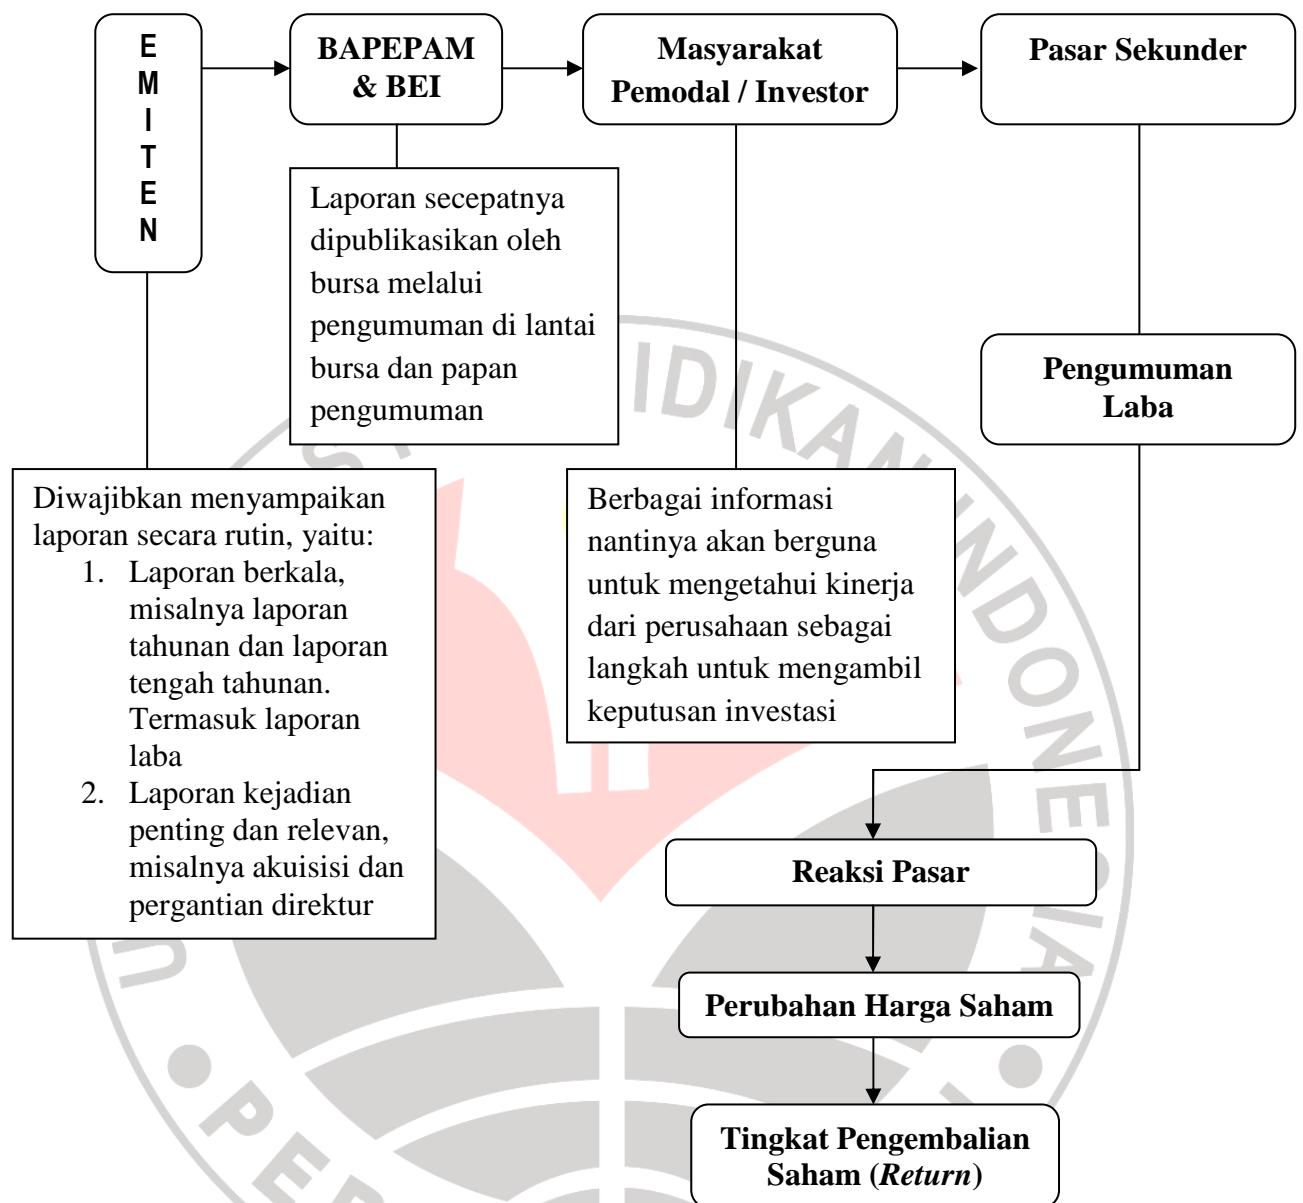 E
M
I
T
E
N
BAPEPAM
& BEI
Masyarakat
Pemodal / Investor
Pasar Sekunder
Laporan secepatnya
dipublikasikan oleh
bursa melalui
pengumuman di lantai
bursa dan papan
pengumuman
Pengumuman
Laba
Diwajibkan menyampaikan
laporan secara rutin, yaitu:
1. Laporan berkala,
misalnya laporan
tahunan dan laporan
tengah tahunan.
Termasuk laporan
laba
2. Laporan kejadian
penting dan relevan,
misalnya akuisisi dan
pergantian direktur
Berbagai informasi
nantinya akan berguna
untuk mengetahui kinerja
dari perusahaan sebagai
langkah untuk mengambil
keputusan investasi
Reaksi Pasar
Perubahan Harga Saham
Tingkat Pengembalian
Saham (Return)
IDIKAN INDONESIA